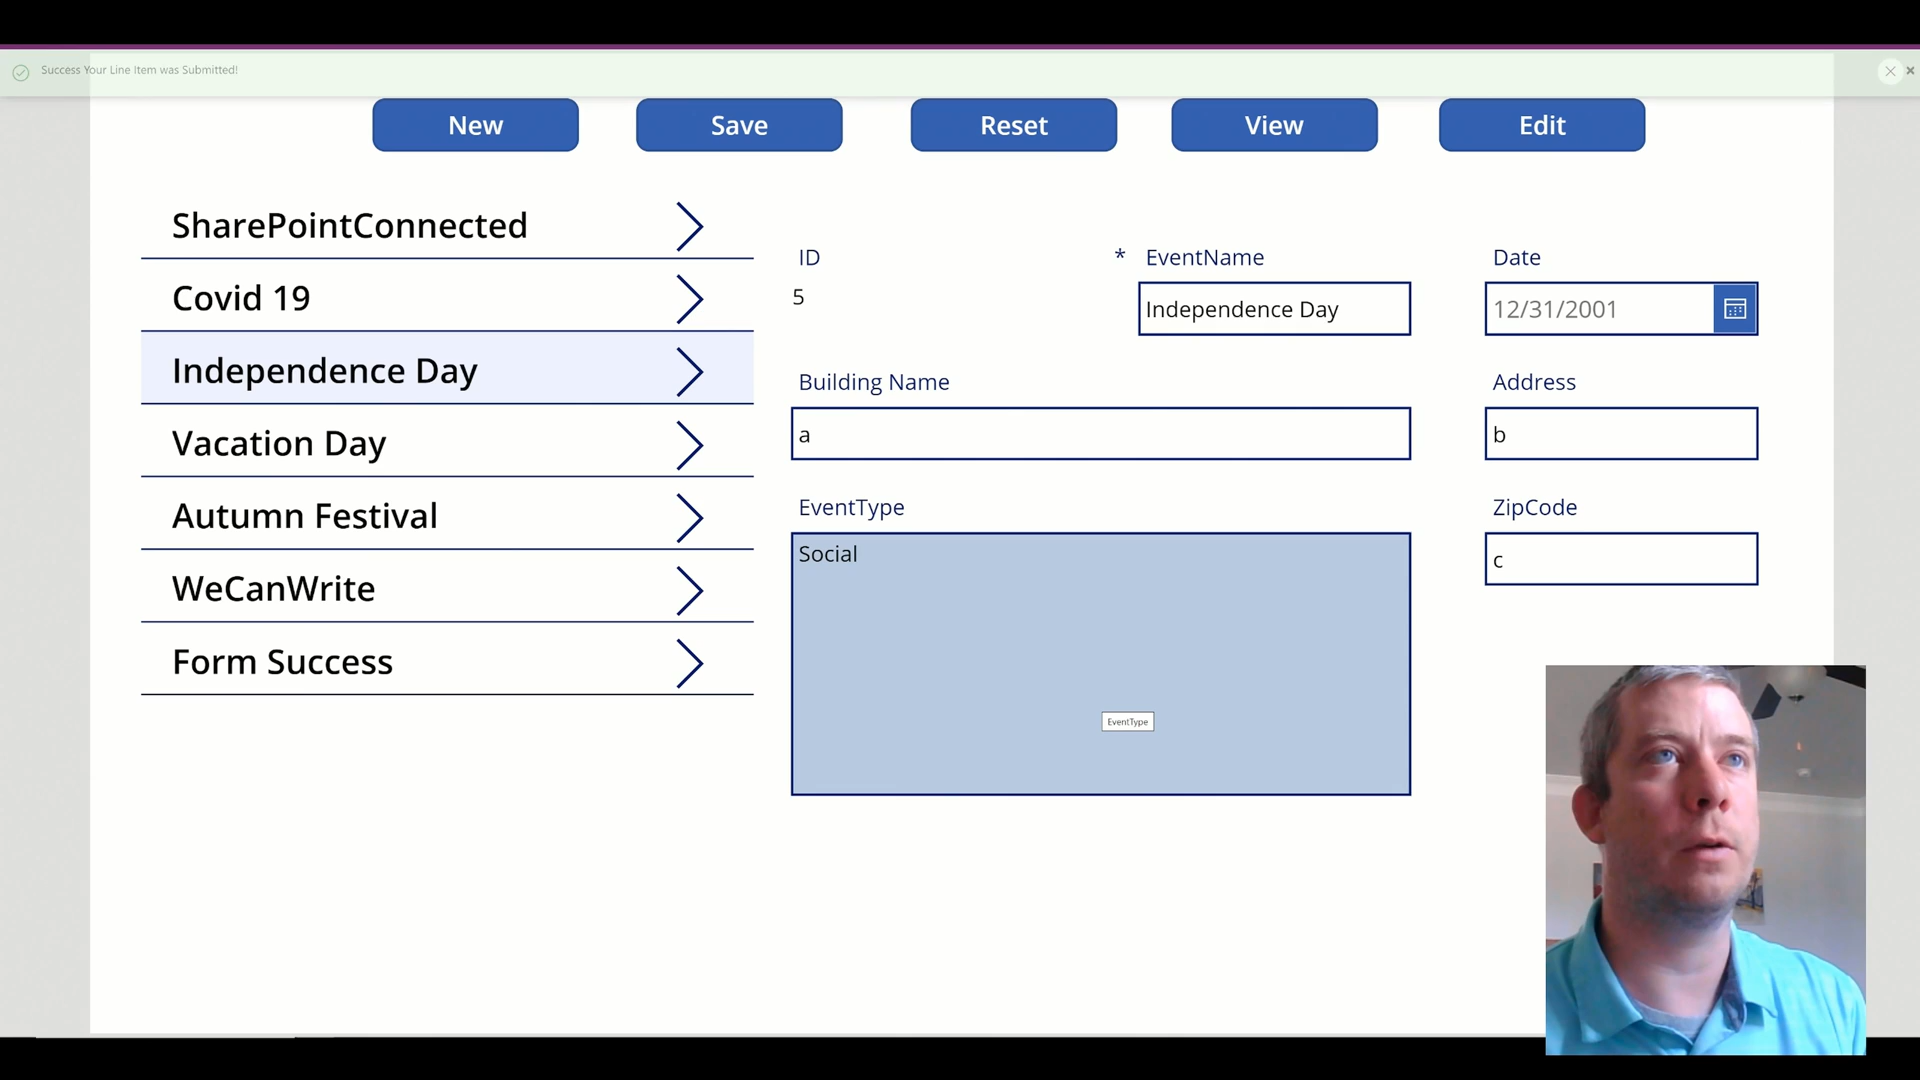 Success Your Line Item was Submitted!
New
Save
Reset
View
Edit
SharePointConnected
Covid 19
Independence Day
Vacation Day
Autumn Festival
WeCanWrite
Form Success
ID
5
* EventName
Independence Day
Date
12/31/2001
Building Name
a
Address
b
EventType
Social
EventType
ZipCode
c